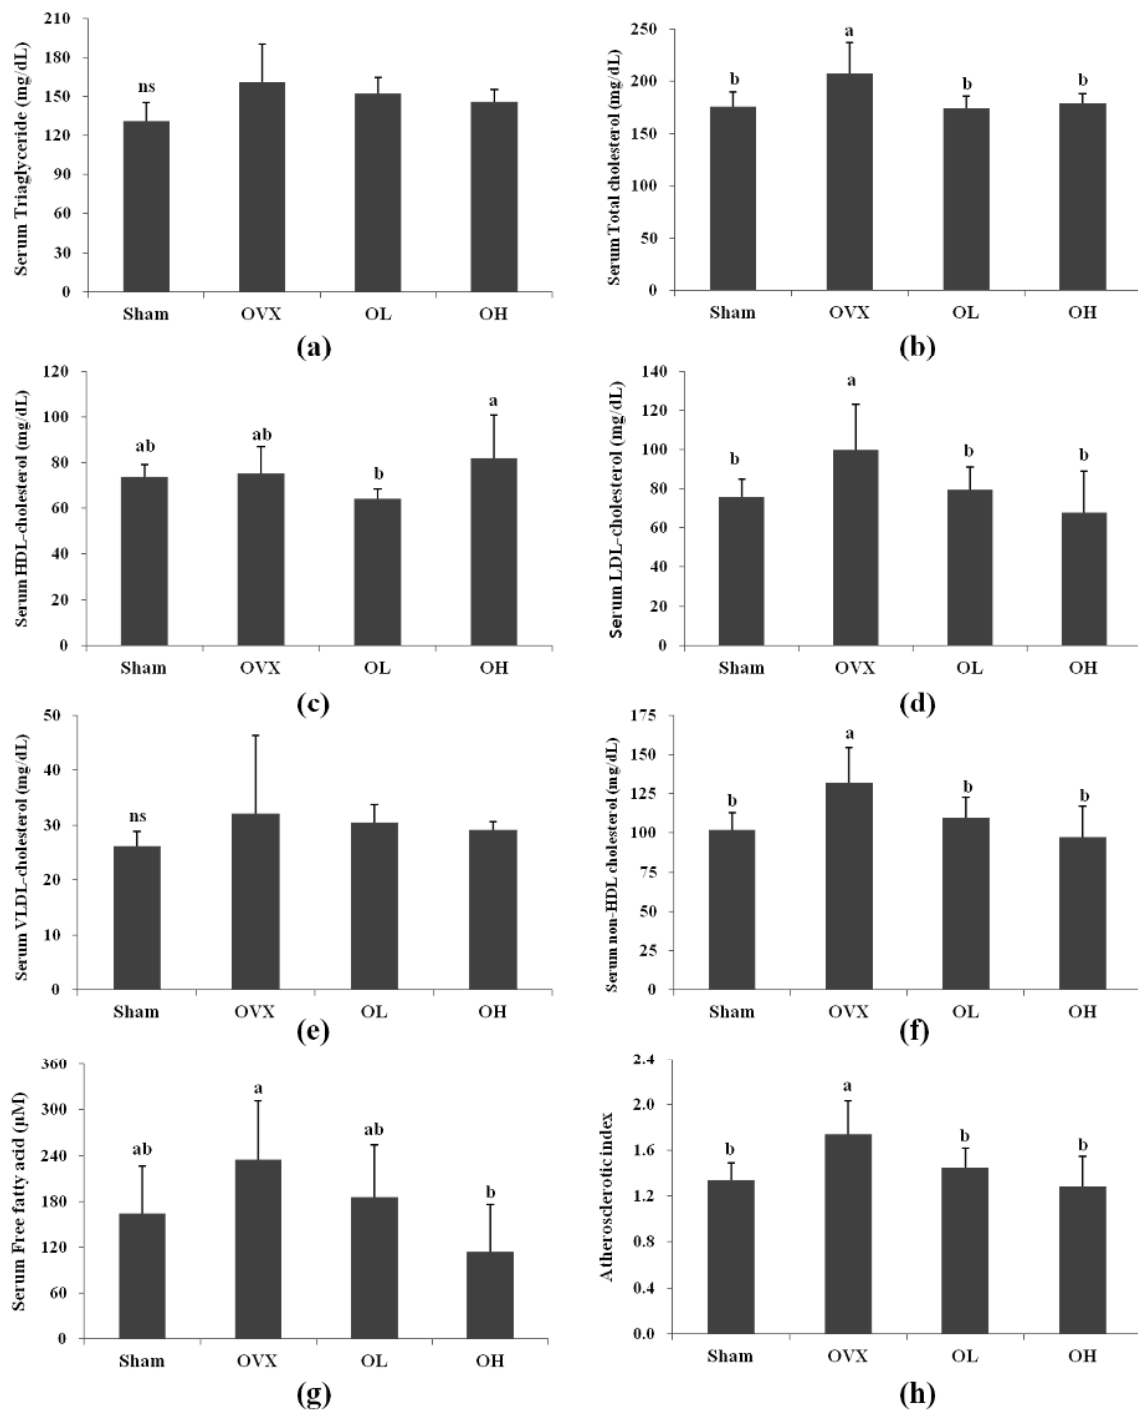 Serum Triaglyceride (mg/dL)
210
180
150
120
90
60
30
0
ns
Sham OVX OL OH
(a)
Serum Total cholesterol (mg/dL)
250
200
150
100
50
0
b a b b
Sham OVX OL OH
(b)
Serum HDL-cholesterol (mg/dL)
120
100
80
60
40
20
0
ab ab b a
Sham OVX OL OH
(c)
Serum LDL-cholesterol (mg/dL)
140
120
100
80
60
40
20
0
b a b b
Sham OVX OL OH
(d)
Serum VLDL-cholesterol (mg/dL)
50
40
30
20
10
0
ns
Sham OVX OL OH
(e)
Serum non-HDL cholesterol (mg/dL)
175
150
125
100
75
50
25
0
b a b b
Sham OVX OL OH
(f)
Serum Free fatty acid (µM)
360
300
240
180
120
60
0
ab a ab b
Sham OVX OL OH
(g)
Atherosclerotic index
2.4
2.0
1.6
1.2
0.8
0.4
0.0
b a b b
Sham OVX OL OH
(h)